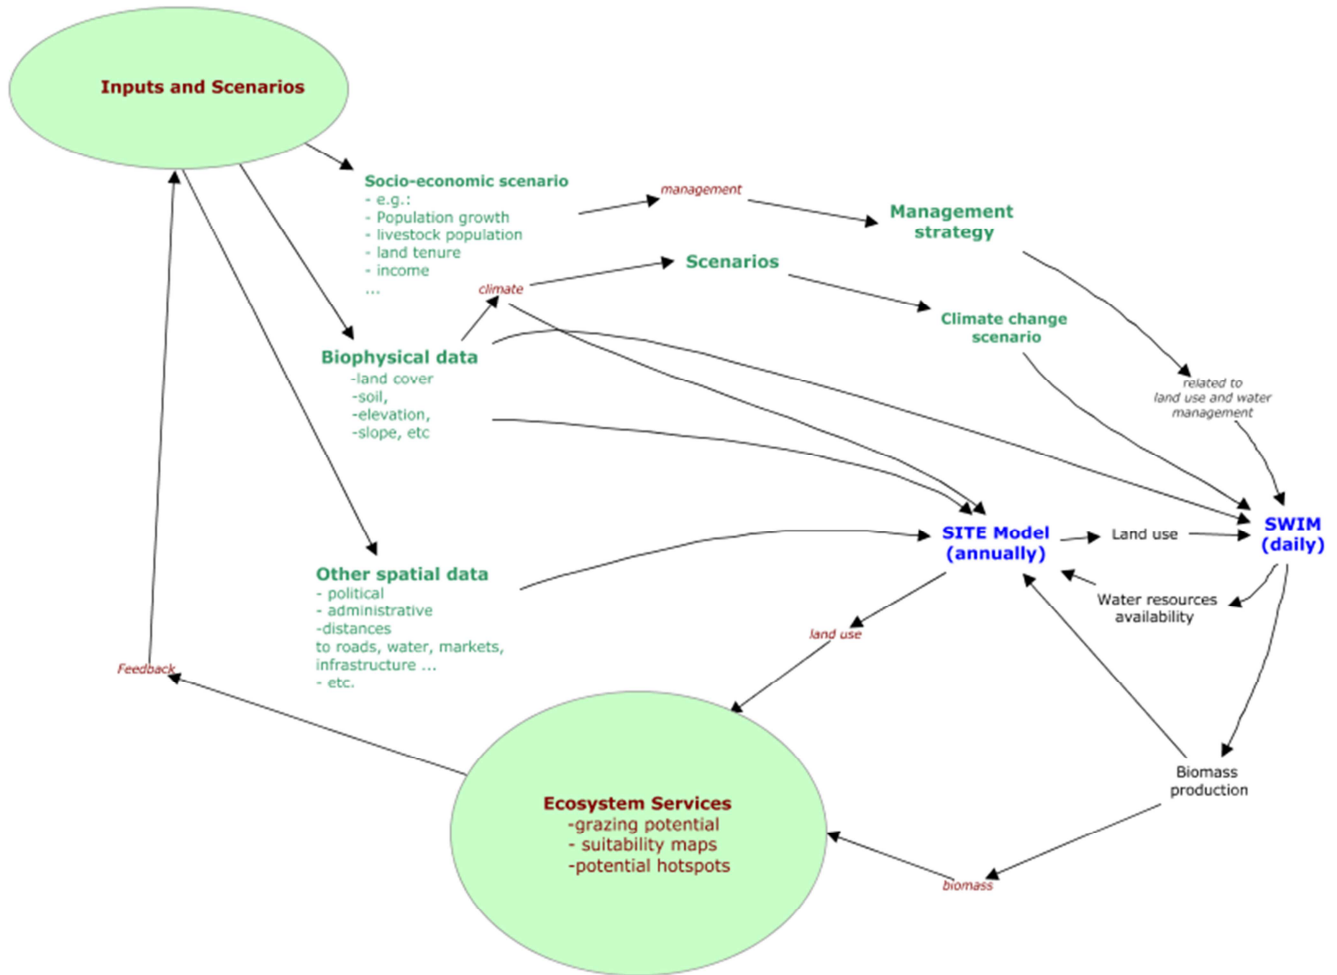 Inputs and Scenarios
Socio-economic scenario
- e.g.:
- Population growth
- livestock population
- land tenure
- income
...
management
Management
strategy
Scenarios
climate
Climate change
scenario
Biophysical data
-land cover
-soil,
-elevation,
-slope, etc
related to
land use and water
management
SITE Model
(annually)
Land use
SWIM
(daily)
Water resources
availability
Other spatial data
- political
- administrative
-distances
to roads, water, markets,
infrastructure ...
- etc.
land use
Feedback
Biomass
production
Ecosystem Services
-grazing potential
- suitability maps
-potential hotspots
biomass